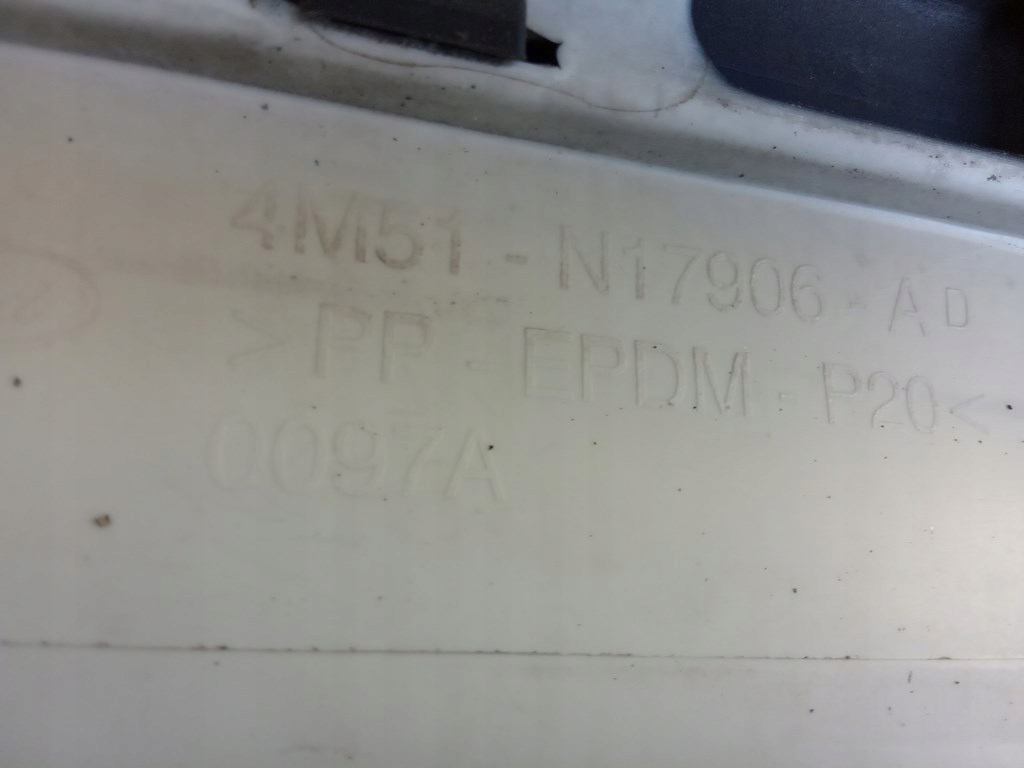 4M51 - N17906 - AD
>PP - EPDM - P20<
0097A